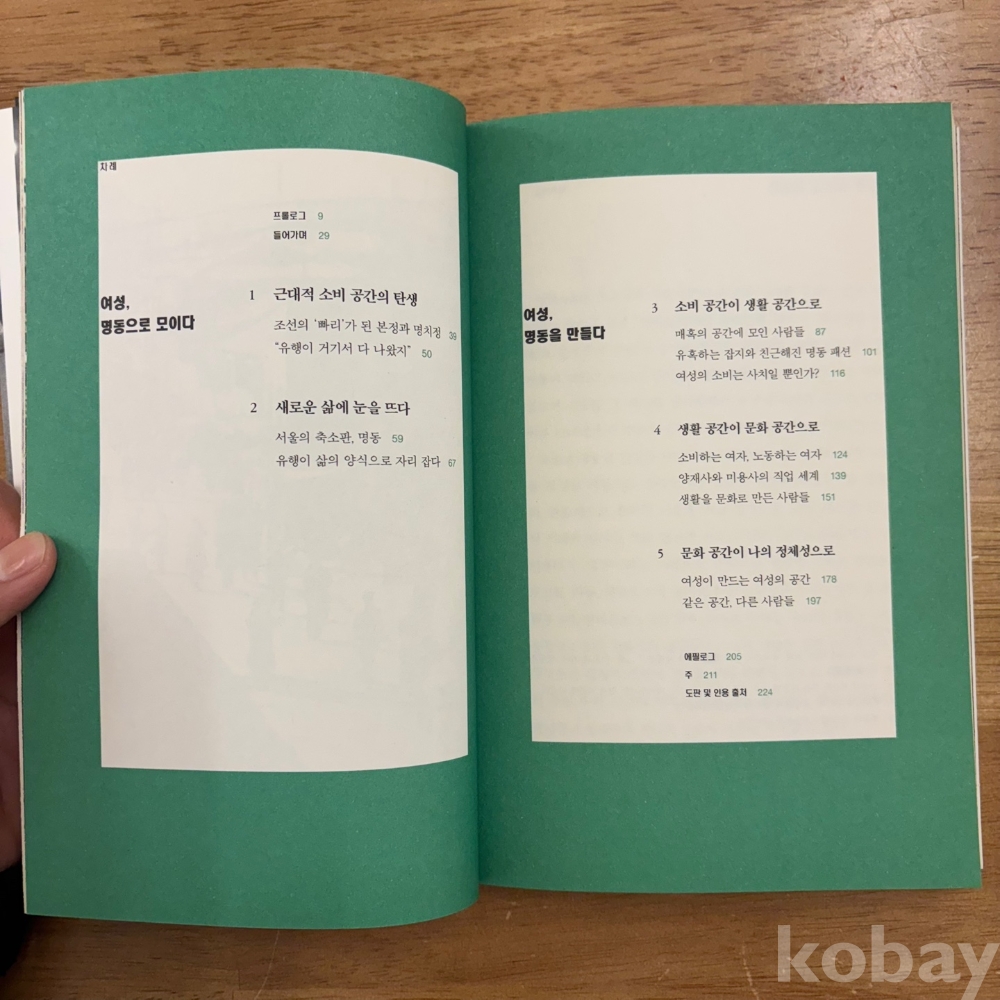 차례
프롤로그 9
들어가며 29
여성,
명동으로 모이다
1 근대적 소비 공간의 탄생
조선의 ‘빠리’가 된 본정과 명치정 39
“유행이 거기서 다 나왔지” 50
2 새로운 삶에 눈을 뜨다
서울의 축소판, 명동 59
유행이 삶의 양식으로 자리 잡다 67
여성,
명동을 만들다
3 소비 공간이 생활 공간으로
매혹의 공간에 모인 사람들 87
유혹하는 잡지와 친근해진 명동 패션 101
여성의 소비는 사치일 뿐인가? 116
4 생활 공간이 문화 공간으로
소비하는 여자, 노동하는 여자 124
양재사와 미용사의 직업 세계 139
생활을 문화로 만든 사람들 151
5 문화 공간이 나의 정체성으로
여성이 만드는 여성의 공간 178
같은 공간, 다른 사람들 197
에필로그 205
주 211
도판 및 인용 출처 224
kobay